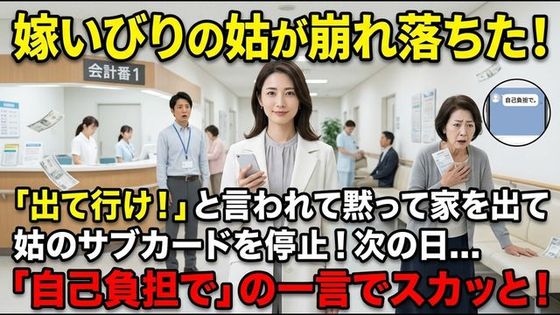 嫁いびりの姑が崩れ落ちた!
会計番1
自己負担で。
「出て行け!」と言われて黙って家を出て
姑のサブカードを停止!次の日...
「自己負担で」の一言でスカッと!